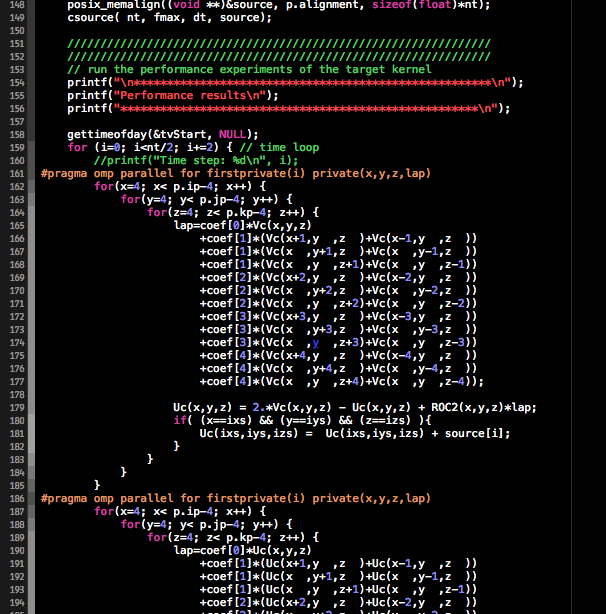 148 posix_memalign((void **)&source, p.alignment, sizeof(float)*nt);
149 csource( nt, fmax, dt, source);
150
151 ////////////////////////////////////////////////////////////////
152 ////////////////////////////////////////////////////////////////
153 // run the performance experiments of the target kernel
154 printf("\n******************************************************\n");
155 printf("Performance results\n");
156 printf("******************************************************\n");
157
158 gettimeofday(&tvStart, NULL);
159 for (i=0; i<nt/2; i+=2) { // time loop
160 //printf("Time step: %d\n", i);
161 #pragma omp parallel for firstprivate(i) private(x,y,z,lap)
162 for(x=4; x< p.ip-4; x++) {
163 for(y=4; y< p.jp-4; y++) {
164 for(z=4; z< p.kp-4; z++) {
165 lap=coef[0]*Vc(x,y,z)
166 +coef[1]*(Vc(x+1,y  ,z  )+Vc(x-1,y  ,z  ))
167 +coef[1]*(Vc(x  ,y+1,z  )+Vc(x  ,y-1,z  ))
168 +coef[1]*(Vc(x  ,y  ,z+1)+Vc(x  ,y  ,z-1))
169 +coef[2]*(Vc(x+2,y  ,z  )+Vc(x-2,y  ,z  ))
170 +coef[2]*(Vc(x  ,y+2,z  )+Vc(x  ,y-2,z  ))
171 +coef[2]*(Vc(x  ,y  ,z+2)+Vc(x  ,y  ,z-2))
172 +coef[3]*(Vc(x+3,y  ,z  )+Vc(x-3,y  ,z  ))
173 +coef[3]*(Vc(x  ,y+3,z  )+Vc(x  ,y-3,z  ))
174 +coef[3]*(Vc(x  ,y  ,z+3)+Vc(x  ,y  ,z-3))
175 +coef[4]*(Vc(x+4,y  ,z  )+Vc(x-4,y  ,z  ))
176 +coef[4]*(Vc(x  ,y+4,z  )+Vc(x  ,y-4,z  ))
177 +coef[4]*(Vc(x  ,y  ,z+4)+Vc(x  ,y  ,z-4));
178
179 Uc(x,y,z) = 2.*Vc(x,y,z) - Uc(x,y,z) + ROC2(x,y,z)*lap;
180 if( (x==ixs) && (y==iys) && (z==izs) ){
181 Uc(ixs,iys,izs) =  Uc(ixs,iys,izs) + source[i];
182 }
183 }
184 }
185 }
186 #pragma omp parallel for firstprivate(i) private(x,y,z,lap)
187 for(x=4; x< p.ip-4; x++) {
188 for(y=4; y< p.jp-4; y++) {
189 for(z=4; z< p.kp-4; z++) {
190 lap=coef[0]*Uc(x,y,z)
191 +coef[1]*(Uc(x+1,y  ,z  )+Uc(x-1,y  ,z  ))
192 +coef[1]*(Uc(x  ,y+1,z  )+Uc(x  ,y-1,z  ))
193 +coef[1]*(Uc(x  ,y  ,z+1)+Uc(x  ,y  ,z-1))
194 +coef[2]*(Uc(x+2,y  ,z  )+Uc(x-2,y  ,z  ))